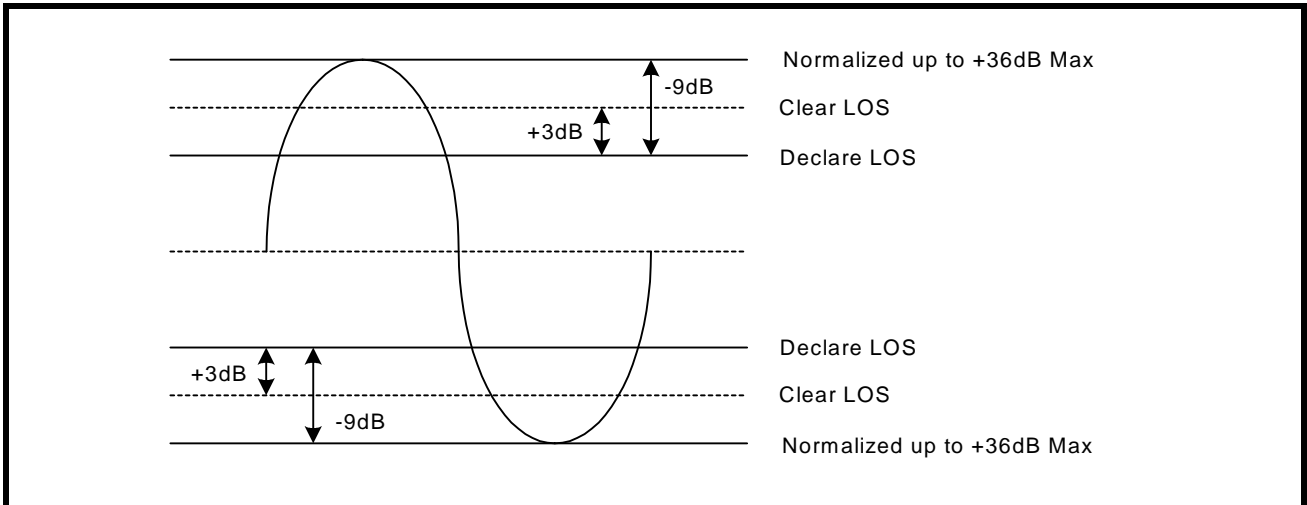 Normalized up to +36dB Max
-9dB
Clear LOS
+3dB
Declare LOS
Declare LOS
+3dB
Clear LOS
-9dB
Normalized up to +36dB Max